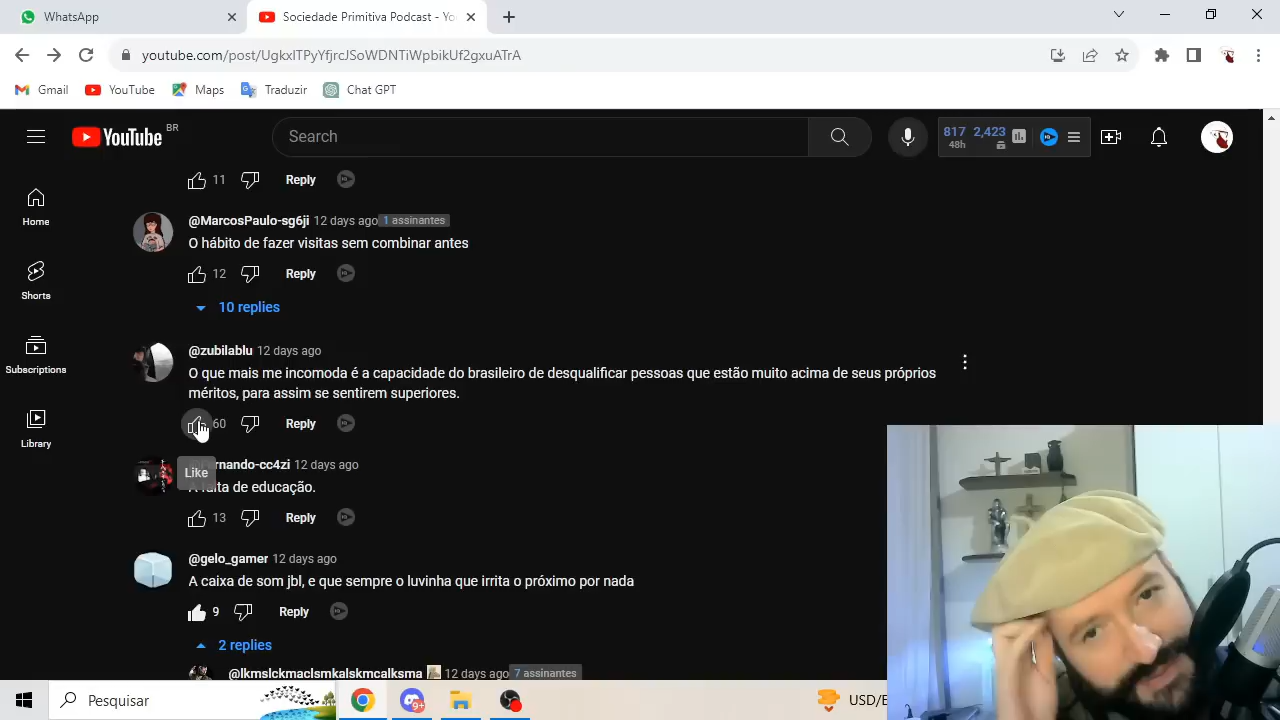 WhatsApp
Sociedade Primitiva Podcast - Yo
youtube.com/post/UgkxlTPyYfjrcJSoWDNTiWpbikUf2gxuATrA
Gmail YouTube Maps Traduzir Chat GPT
YouTube BR
Search
817 2,423
48h
11 Reply
Home
@MarcosPaulo-sg6ji 12 days ago 1 assinantes
O hábito de fazer visitas sem combinar antes
12 Reply
Shorts
10 replies
@zubilablu 12 days ago
Subscriptions
O que mais me incomoda é a capacidade do brasileiro de desqualificar pessoas que estão muito acima de seus próprios
méritos, para assim se sentirem superiores.
60 Reply
Library
12 days ago
Like
de educação.
13 Reply
@gelo_gamer 12 days ago
A caixa de som jbl, e que sempre o luvinha que irrita o próximo por nada
9 Reply
2 replies
@lkmslckmaclsmkalskmcalksma 12 days ago 7 assinantes
Pesquisar
9+
USD/